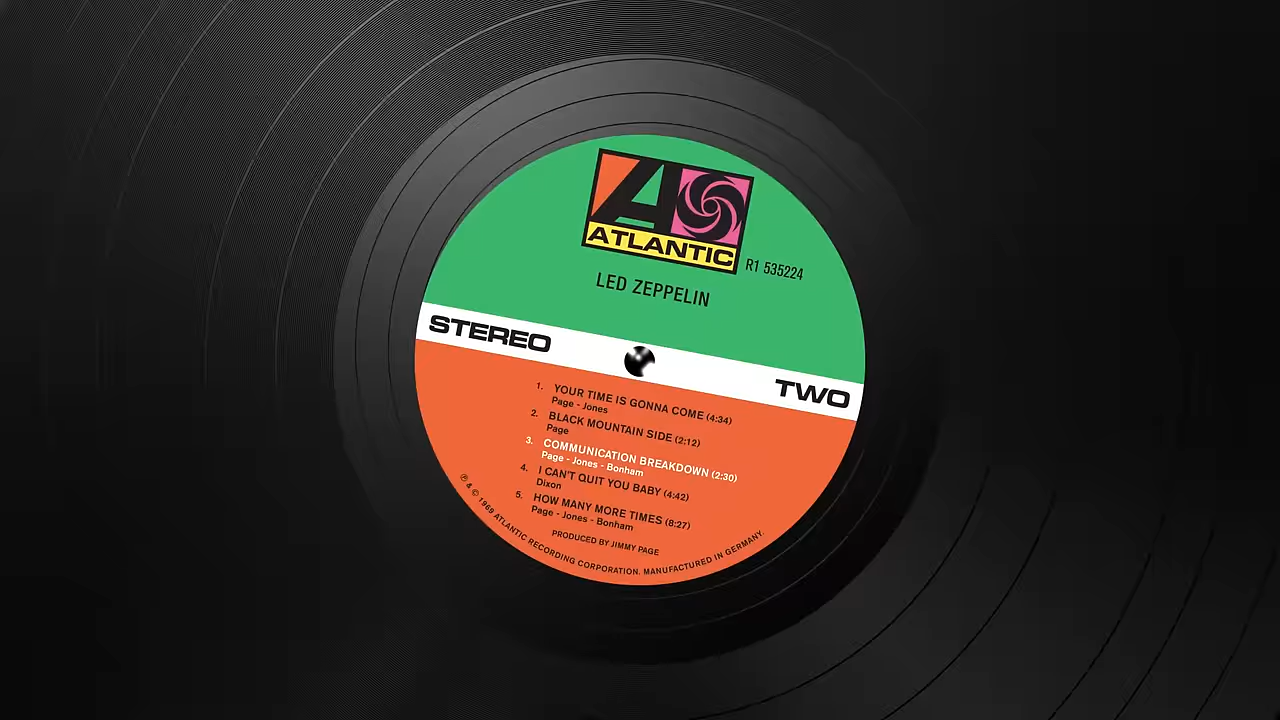 ATLANTIC
R1 535224
LED ZEPPELIN
STEREO
TWO
1. YOUR TIME IS GONNA COME (4:34)
Page - Jones
2. BLACK MOUNTAIN SIDE (2:12)
Page
3. COMMUNICATION BREAKDOWN (2:30)
Page - Jones - Bonham
4. I CAN'T QUIT YOU BABY (4:42)
Dixon
5. HOW MANY MORE TIMES (8:27)
Page - Jones - Bonham
PRODUCED BY JIMMY PAGE
℗ & © 1969 ATLANTIC RECORDING CORPORATION. MANUFACTURED IN GERMANY.